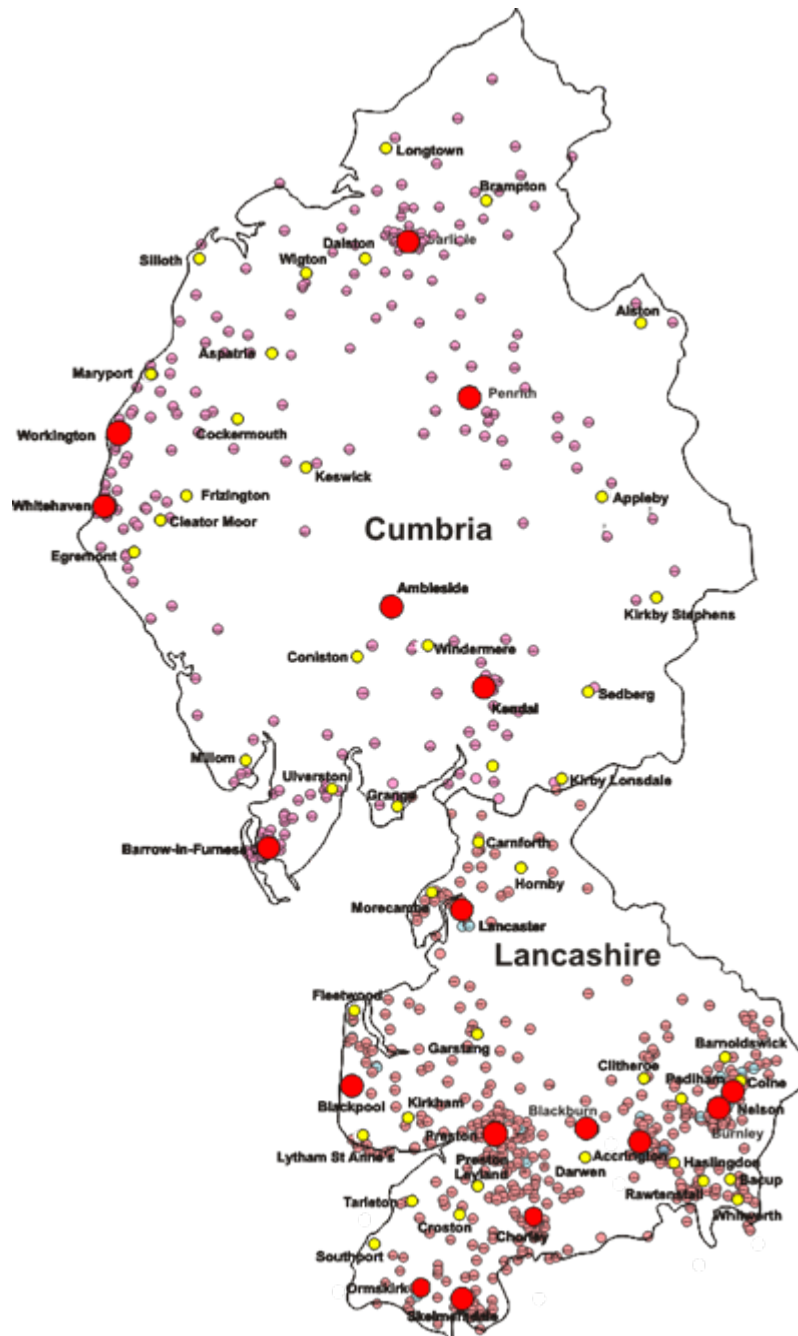 Longtown
Brampton
Carlisle
Dalston
Silloth
Wigton
Alston
Aspatria
Maryport
Penrith
Workington
Cockermouth
Keswick
Frizington
Appleby
Whitehaven
Cleator Moor
Cumbria
Egremont
Ambleside
Kirkby Stephens
Windermere
Coniston
Sedberg
Kendal
Millom
Ulverston
Kirby Lonsdale
Grange
Barrow-in-Furness
Carnforth
Hornby
Morecambe
Lancaster
Lancashire
Fleetwood
Garstang
Barnoldswick
Clitheroe
Padiham
Colne
Blackpool
Kirkham
Blackburn
Nelson
Preston
Burnley
Lytham St Anne's
Preston
Accrington
Haslingdon
Leyland
Darwen
Bacup
Rawtenstall
Tarleton
Whitworth
Croston
Chorley
Southport
Ormskirk
Skelmersdale